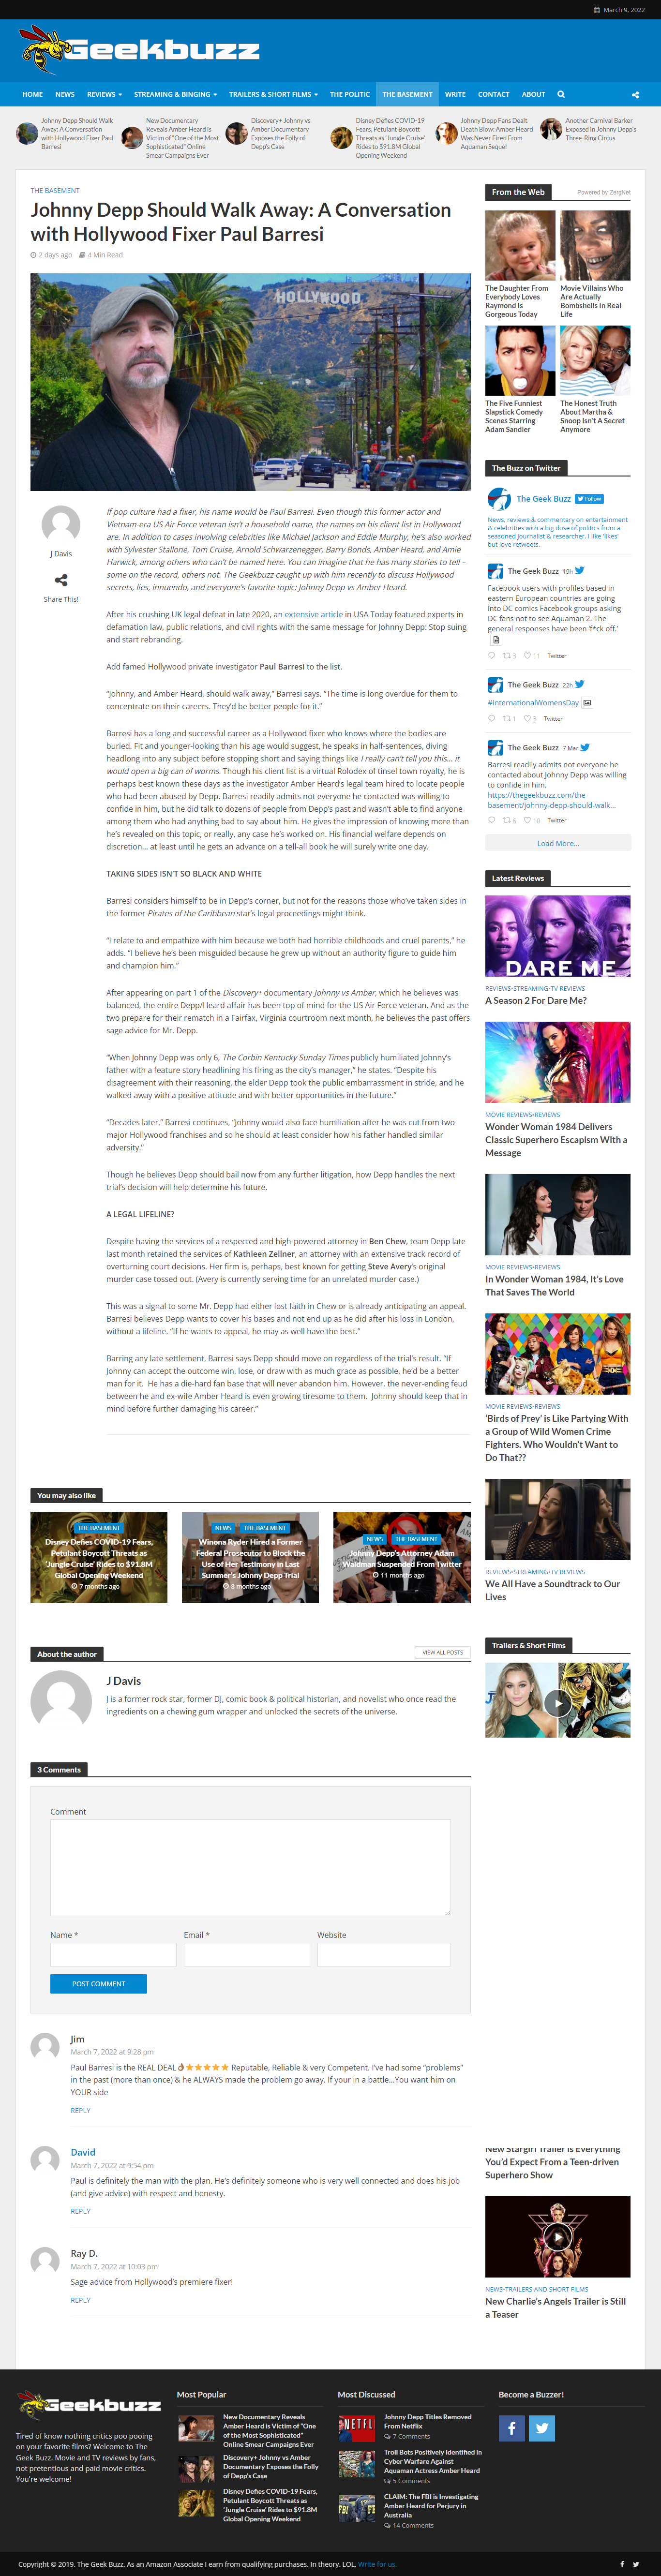 March 9, 2022
Geekbuzz
HOME
NEWS
REVIEWS
STREAMING & BINGING
TRAILERS & SHORT FILMS
THE POLITIC
THE BASEMENT
WRITE
CONTACT
ABOUT
Johnny Depp Should Walk Away: A Conversation with Hollywood Fixer Paul Barresi
New Documentary Reveals Amber Heard is Victim of "One of the Most Sophisticated" Online Smear Campaigns Ever
Discovery+ Johnny vs Amber Documentary Exposes the Folly of Depp's Case
Disney Defies COVID-19 Fears, Petulant Boycott Threats as 'Jungle Cruise' Rides to $91.8M Global Opening Weekend
Johnny Depp Fans Dealt Death Blow: Amber Heard Was Never Fired From Aquaman Sequel
Another Carnival Barker Exposed in Johnny Depp's Three-Ring Circus
THE BASEMENT
Johnny Depp Should Walk Away: A Conversation
with Hollywood Fixer Paul Barresi
2 days ago
4 Min Read
HOLLYWOOD
J Davis
Share This!
If pop culture had a fixer, his name would be Paul Barresi. Even though this former actor and
Vietnam-era US Air Force veteran isn't a household name, the names on his client list in Hollywood
are. In addition to cases involving celebrities like Michael Jackson and Eddie Murphy, he's also worked
with Sylvester Stallone, Tom Cruise, Arnold Schwarzenegger, Barry Bonds, Amber Heard, and Amie
Harwick, among others who can't even be named here. You can imagine that he has many stories to tell –
some on the record, others not. The Geekbuzz caught up with him recently to discuss Hollywood
secrets, lies, innuendo, and everyone's favorite topic: Johnny Depp vs Amber Heard.
After his crushing UK legal defeat in late 2020, an extensive article in USA Today featured experts in
defamation law, public relations, and civil rights with the same message for Johnny Depp: Stop suing
and start rebranding.
Add famed Hollywood private investigator Paul Barresi to the list.
"Johnny, and Amber Heard, should walk away," Barresi says. "The time is long overdue for them to
concentrate on their careers. They'd be better people for it."
Barresi has a long and successful career as a Hollywood fixer who knows where the bodies are
buried. Fit and younger-looking than his age would suggest, he speaks in half-sentences, diving
headlong into any subject before stopping short and saying things like I really can't tell you this... it
would open a big can of worms. Though his client list is a virtual Rolodex of tinsel town royalty, he is
perhaps best known these days as the investigator Amber Heard's legal team hired to locate people
who had been abused by Depp. Barresi readily admits not everyone he contacted was willing to
confide in him, but he did talk to dozens of people from Depp's past and wasn't able to find anyone
among them who had anything bad to say about him. He gives the impression of knowing more than
he's revealed on this topic, or really, any case he's worked on. His financial welfare depends on
discretion... at least until he gets an advance on a tell-all book he will surely write one day.
TAKING SIDES ISN'T SO BLACK AND WHITE
Barresi considers himself to be in Depp's corner, but not for the reasons those who've taken sides in
the former Pirates of the Caribbean star's legal proceedings might think.
"I relate to and empathize with him because we both had horrible childhoods and cruel parents," he
adds. "I believe he's been misguided because he grew up without an authority figure to guide him
and champion him."
After appearing on part 1 of the Discovery+ documentary Johnny vs Amber, which he believes was
balanced, the entire Depp/Heard affair has been top of mind for the US Air Force veteran. And as the
two prepare for their rematch in a Fairfax, Virginia courtroom next month, he believes the past offers
sage advice for Mr. Depp.
"When Johnny Depp was only 6, The Corbin Kentucky Sunday Times publicly humiliated Johnny's
father with a feature story headlining his firing as the city's manager," he states. "Despite his
disagreement with their reasoning, the elder Depp took the public embarrassment in stride, and he
walked away with a positive attitude and with better opportunities in the future."
"Decades later," Barresi continues, "Johnny would also face humiliation after he was cut from two
major Hollywood franchises and so he should at least consider how his father handled similar
adversity."
Though he believes Depp should bail now from any further litigation, how Depp handles the next
trial's decision will help determine his future.
A LEGAL LIFELINE?
Despite having the services of a respected and high-powered attorney in Ben Chew, team Depp late
last month retained the services of Kathleen Zellner, an attorney with an extensive track record of
overturning court decisions. Her firm is, perhaps, best known for getting Steve Avery's original
murder case tossed out. (Avery is currently serving time for an unrelated murder case.)
This was a signal to some Mr. Depp had either lost faith in Chew or is already anticipating an appeal.
Barresi believes Depp wants to cover his bases and not end up as he did after his loss in London,
without a lifeline. "If he wants to appeal, he may as well have the best."
Barring any late settlement, Barresi says Depp should move on regardless of the trial's result. "If
Johnny can accept the outcome win, lose, or draw with as much grace as possible, he'd be a better
man for it. He has die-hard fan base that will never abandon him. However, the never-ending feud
between he and ex-wife Amber Heard is even growing tiresome to them. Johnny should keep that in
mind before further damaging his career."
You may also like
THE BASEMENT
Disney Defies COVID-19 Fears,
Petulant Boycott Threats as
'Jungle Cruise' Rides to $91.8M
Global Opening Weekend
7 months ago
NEWS
THE BASEMENT
Winona Ryder Hired a Former
Federal Prosecutor to Block the
Use of Her Testimony in Last
Summer's Johnny Depp Trial
8 months ago
NEWS
THE BASEMENT
Johnny Depp's Attorney Adam
Waldman Suspended From Twitter
11 months ago
About the author
VIEW ALL POSTS
J Davis
J is a former rock star, former DJ, comic book & political historian, and novelist who once read the
ingredients on a chewing gum wrapper and unlocked the secrets of the universe.
3 Comments
Comment
Name *
Email *
Website
POST COMMENT
Jim
March 7, 2022 at 9:28 pm
Paul Barresi is the REAL DEAL👌⭐⭐⭐⭐⭐ Reputable, Reliable & very Competent. I've had some "problems"
in the past (more than once) & he ALWAYS made the problem go away. If your in a battle...You want him on
YOUR side
REPLY
David
March 7, 2022 at 9:54 pm
Paul is definitely the man with the plan. He's definitely someone who is very well connected and does his job
(and give advice) with respect and honesty.
REPLY
Ray D.
March 7, 2022 at 10:03 pm
Sage advice from Hollywood's premiere fixer!
REPLY
From the Web
Powered by ZergNet
The Daughter From
Everybody Loves
Raymond Is
Gorgeous Today
Movie Villains Who
Are Actually
Bombshells In Real
Life
The Five Funniest
Slapstick Comedy
Scenes Starring
Adam Sandler
The Honest Truth
About Martha &
Snoop Isn't A Secret
Anymore
The Buzz on Twitter
The Geek Buzz
Follow
News, reviews & commentary on entertainment
& celebrities with a big dose of politics from a
seasoned journalist & researcher. I like 'likes'
but love retweets.
The Geek Buzz 19h
Facebook users with profiles based in
eastern European countries are going
into DC comics Facebook groups asking
DC fans not to see Aquaman 2. The
general responses have been 'f*ck off.'
3
11
Twitter
The Geek Buzz 22h
#InternationalWomensDay
1
3
Twitter
The Geek Buzz 7 Mar
Barresi readily admits not everyone he
contacted about Johnny Depp was willing
to confide in him.
https://thegeekbuzz.com/the-
basement/johnny-depp-should-walk...
6
10
Twitter
Load More...
Latest Reviews
DARE ME
REVIEWS•STREAMING•TV REVIEWS
A Season 2 For Dare Me?
MOVIE REVIEWS•REVIEWS
Wonder Woman 1984 Delivers
Classic Superhero Escapism With a
Message
MOVIE REVIEWS•REVIEWS
In Wonder Woman 1984, It's Love
That Saves The World
MOVIE REVIEWS•REVIEWS
'Birds of Prey' is Like Partying With
a Group of Wild Women Crime
Fighters. Who Wouldn't Want to
Do That??
REVIEWS•STREAMING•TV REVIEWS
We All Have a Soundtrack to Our
Lives
Trailers & Short Films
New Stargirl Trailer is Everything
You'd Expect From a Teen-driven
Superhero Show
NEWS•TRAILERS AND SHORT FILMS
New Charlie's Angels Trailer is Still
a Teaser
Geekbuzz
Tired of know-nothing critics poo pooing
on your favorite films? Welcome to The
Geek Buzz. Movie and TV reviews by fans,
not pretentious and paid movie critics.
You're welcome!
Most Popular
New Documentary Reveals
Amber Heard is Victim of "One
of the Most Sophisticated"
Online Smear Campaigns Ever
Discovery+ Johnny vs Amber
Documentary Exposes the Folly
of Depp's Case
Disney Defies COVID-19 Fears,
Petulant Boycott Threats as
'Jungle Cruise' Rides to $91.8M
Global Opening Weekend
Most Discussed
NETFL
Johnny Depp Titles Removed
From Netflix
7 Comments
Troll Bots Positively Identified in
Cyber Warfare Against
Aquaman Actress Amber Heard
5 Comments
FBI
CLAIM: The FBI is Investigating
Amber Heard for Perjury in
Australia
14 Comments
Become a Buzzer!
Copyright © 2019. The Geek Buzz. As an Amazon Associate I earn from qualifying purchases. In theory. LOL. Write for us.